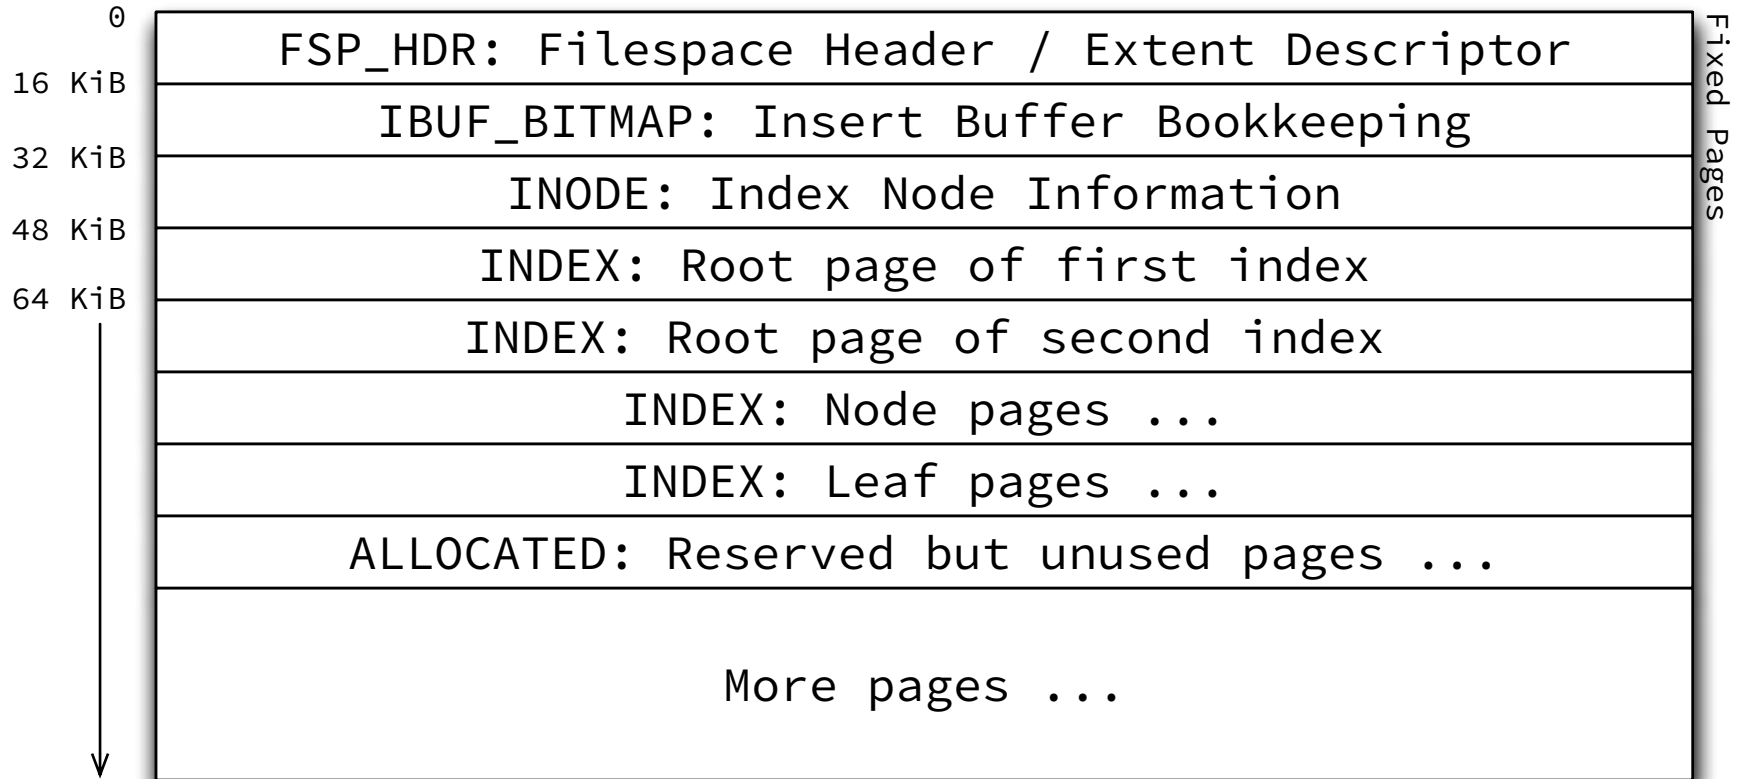 0
FSP_HDR: Filespace Header / Extent Descriptor
16 KiB
IBUF_BITMAP: Insert Buffer Bookkeeping
32 KiB
INODE: Index Node Information
48 KiB
INDEX: Root page of first index
64 KiB
INDEX: Root page of second index
INDEX: Node pages ...
INDEX: Leaf pages ...
ALLOCATED: Reserved but unused pages ...
More pages ...
Fixed Pages